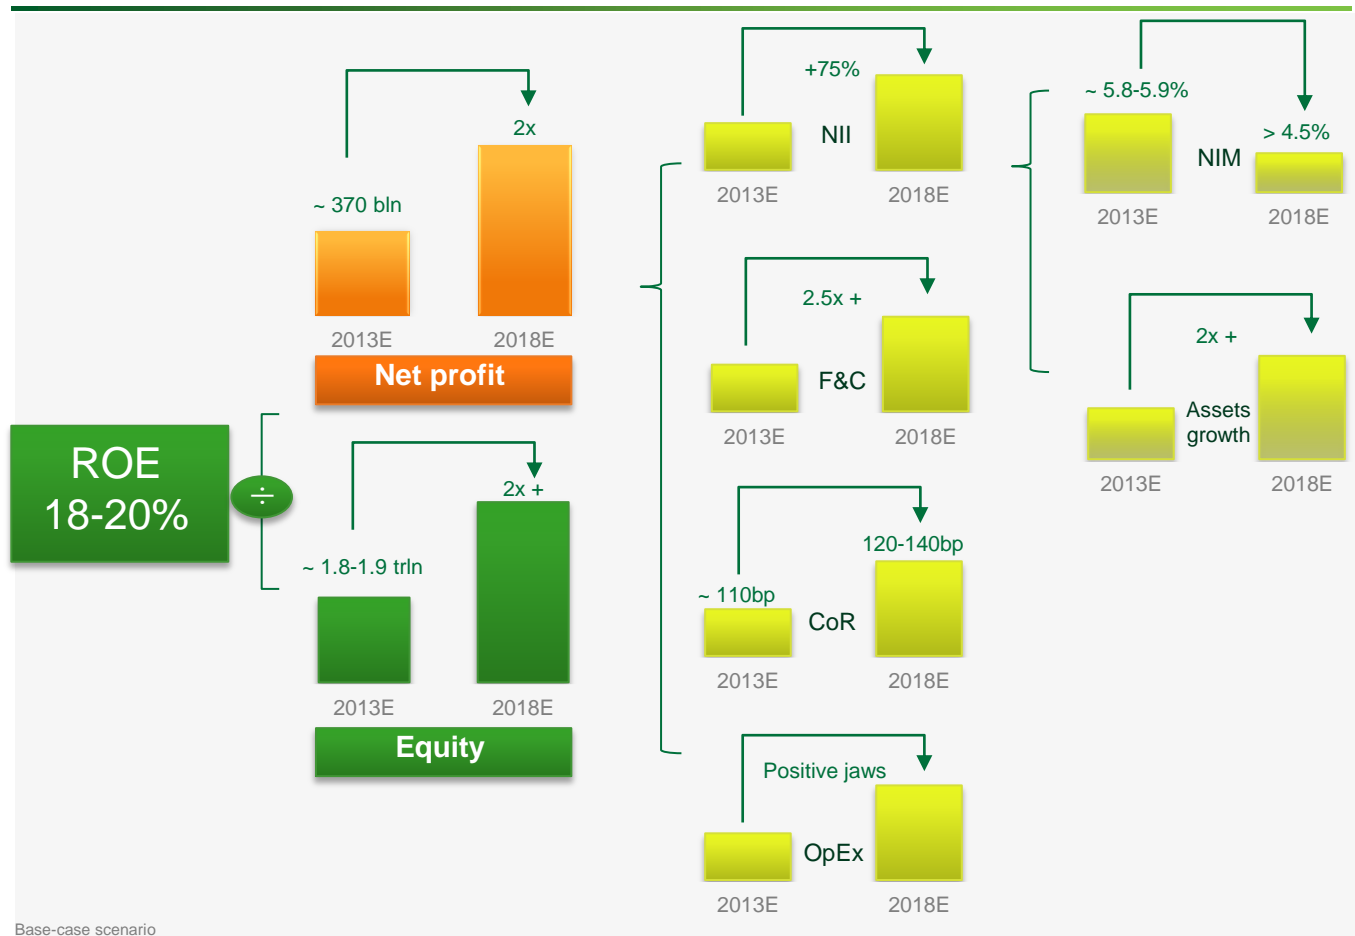 ROE
18-20%
÷
~ 370 bln
2x
2013E
2018E
Net profit
~ 1.8-1.9 trln
2x +
2013E
2018E
Equity
+75%
NII
2013E
2018E
2.5x +
F&C
2013E
2018E
120-140bp
~ 110bp
CoR
2013E
2018E
Positive jaws
OpEx
2013E
2018E
~ 5.8-5.9%
> 4.5%
NIM
2013E
2018E
2x +
Assets
growth
2013E
2018E
Base-case scenario